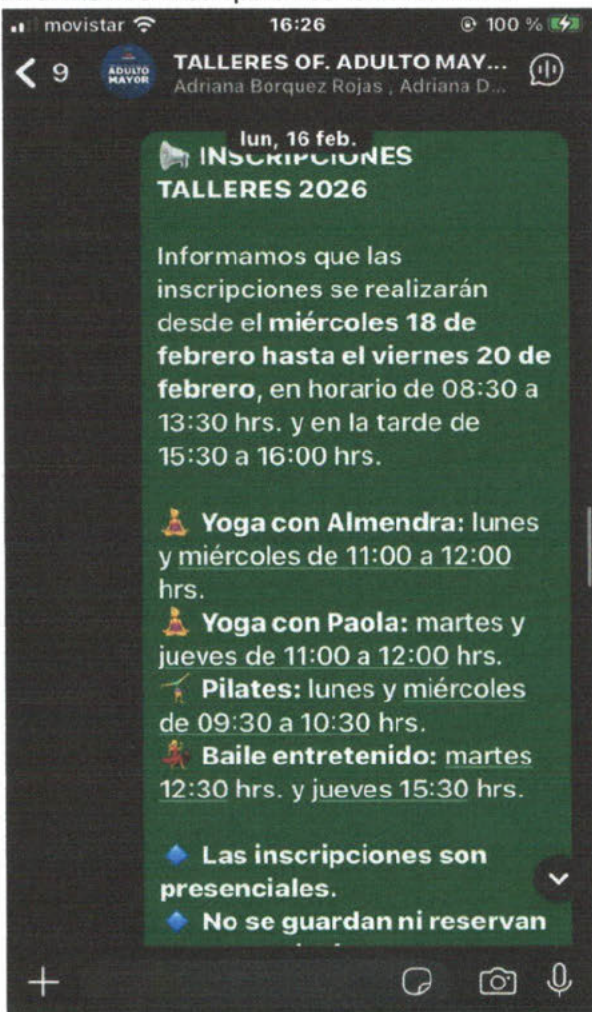 movistar 16:26 100 %
9 ADULTO MAYOR TALLERES OF. ADULTO MAY...
Adriana Borquez Rojas , Adriana D...
lun, 16 feb.
INSCRIPCIONES
TALLERES 2026
Informamos que las
inscripciones se realizarán
desde el miércoles 18 de
febrero hasta el viernes 20 de
febrero, en horario de 08:30 a
13:30 hrs. y en la tarde de
15:30 a 16:00 hrs.
Yoga con Almendra: lunes
y miércoles de 11:00 a 12:00
hrs.
Yoga con Paola: martes y
jueves de 11:00 a 12:00 hrs.
Pilates: lunes y miércoles
de 09:30 a 10:30 hrs.
Baile entretenido: martes
12:30 hrs. y jueves 15:30 hrs.
Las inscripciones son
presenciales.
No se guardan ni reservan